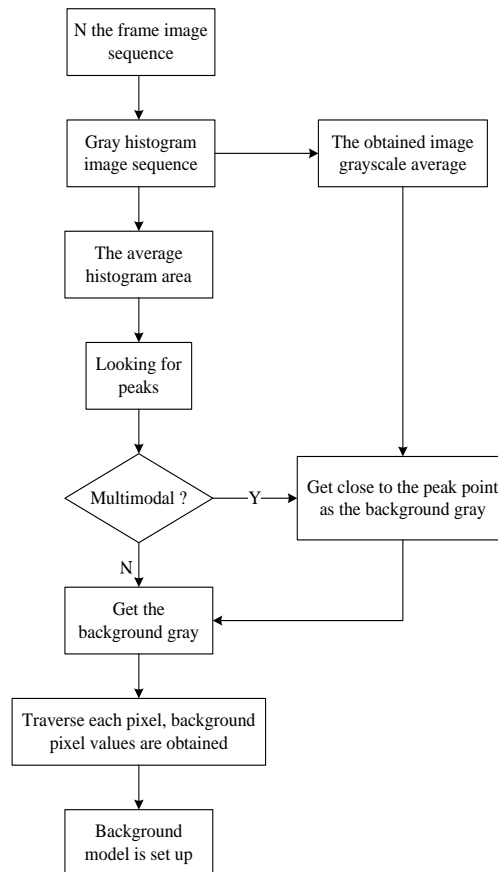 N the frame image
sequence
Gray histogram
image sequence
The obtained image
grayscale average
The average
histogram area
Looking for
peaks
Multimodal ?
Y
Get close to the peak point
as the background gray
N
Get the
background gray
Traverse each pixel, background
pixel values are obtained
Background
model is set up